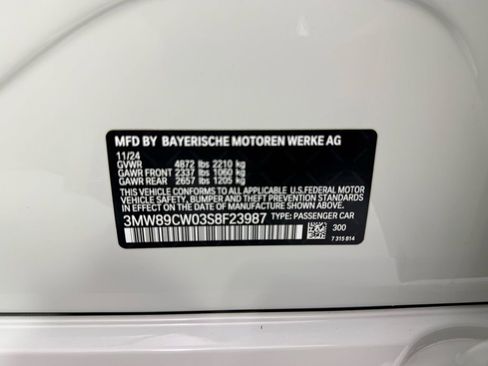 MFD BY BAYERISCHE MOTOREN WERKE AG
11/24
GVWR 4872 lbs 2210 kg
GAWR FRONT 2337 lbs 1060 kg
GAWR REAR 2657 lbs 1205 kg
THIS VEHICLE CONFORMS TO ALL APPLICABLE U.S.FEDERAL MOTOR
VEHICLE SAFETY, BUMPER AND THEFT PREVENTION STANDARDS
IN EFFECT ON THE DATE OF MANUFACTURE SHOWN ABOVE.
3MW89CW03S8F23987 TYPE: PASSENGER CAR
300
7 315 814